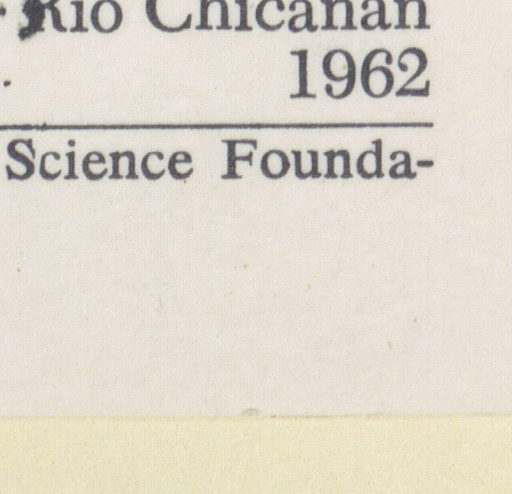 Rio Chicanan
1962
Science Founda-